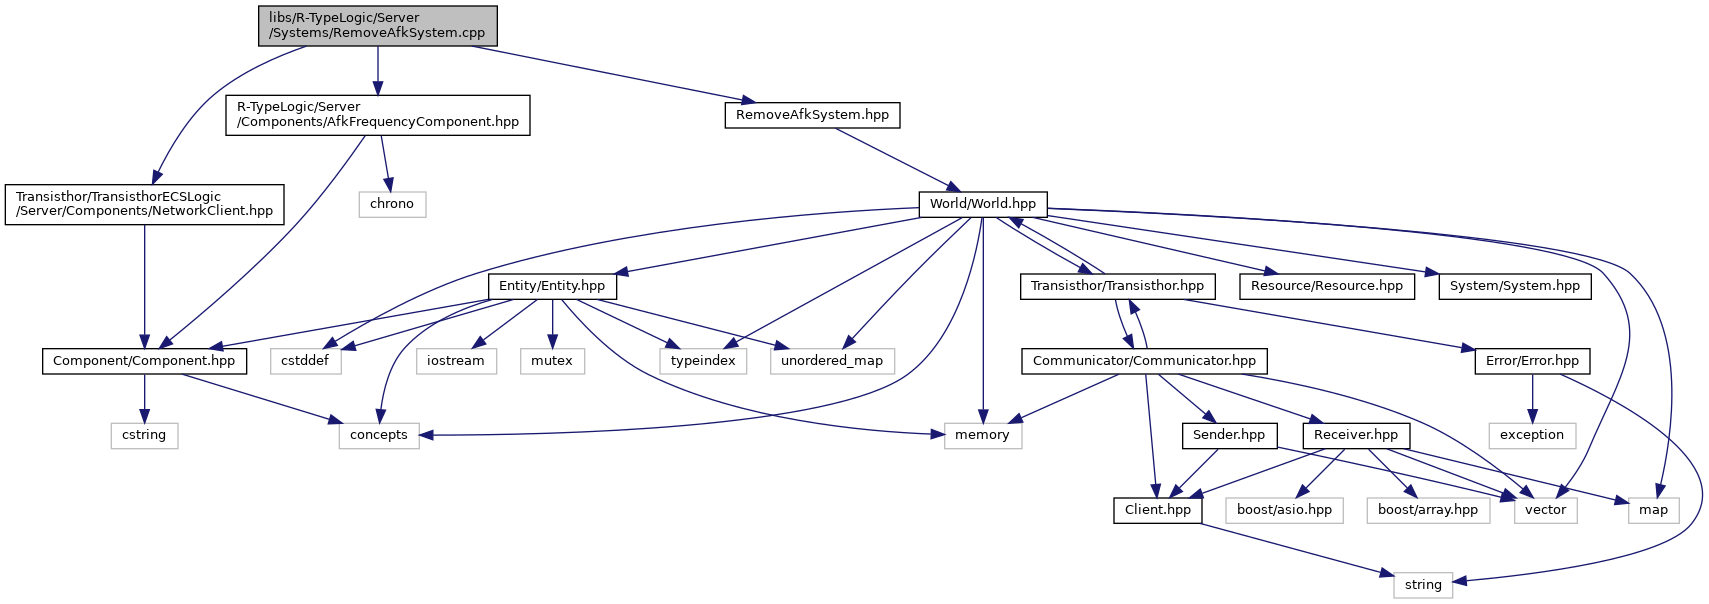 libs/R-TypeLogic/Server
/Systems/RemoveAfkSystem.cpp
R-TypeLogic/Server
/Components/AfkFrequencyComponent.hpp
RemoveAfkSystem.hpp
Transisthor/TransisthorECSLogic
/Server/Components/NetworkClient.hpp
chrono
World/World.hpp
Entity/Entity.hpp
Transisthor/Transisthor.hpp
Resource/Resource.hpp
System/System.hpp
Component/Component.hpp
cstddef
iostream
mutex
typeindex
unordered_map
Communicator/Communicator.hpp
Error/Error.hpp
cstring
concepts
memory
Sender.hpp
Receiver.hpp
exception
Client.hpp
boost/asio.hpp
boost/array.hpp
vector
map
string